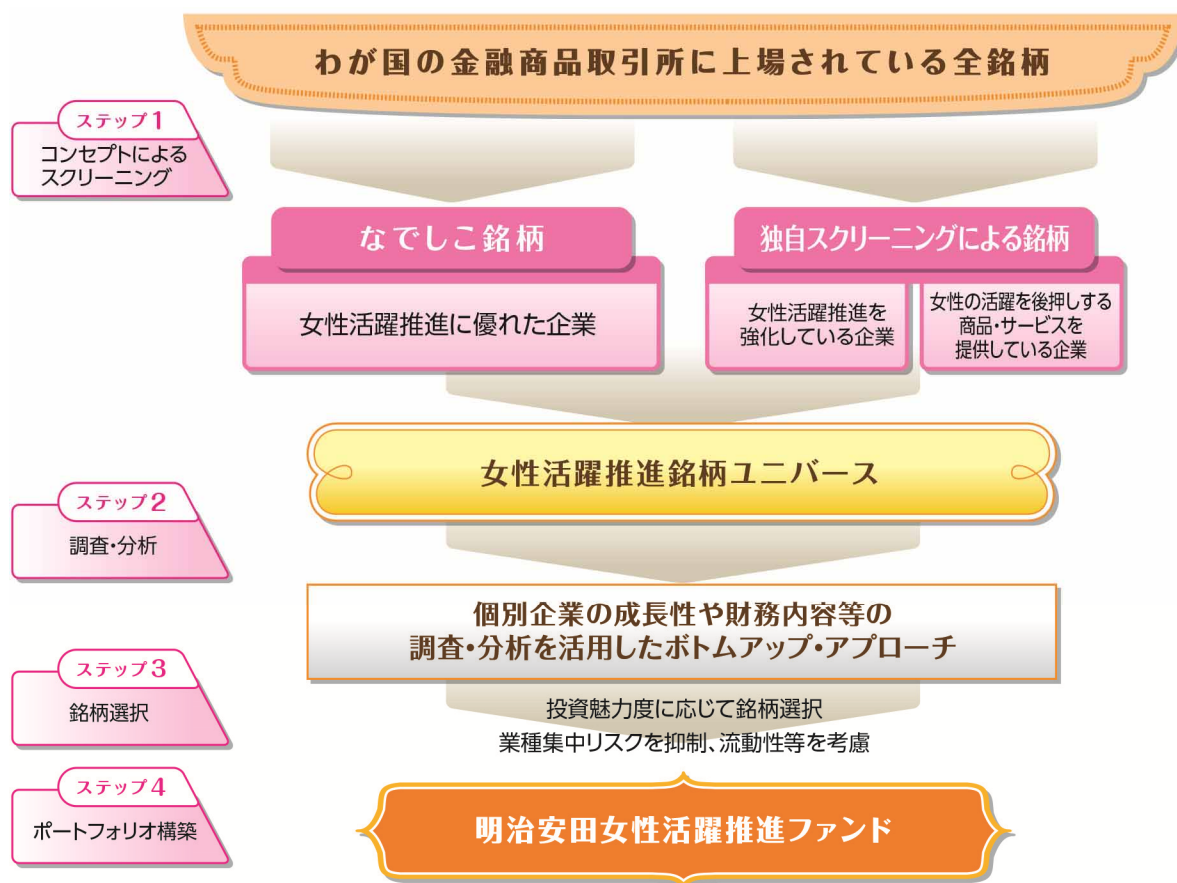 わが国の金融商品取引所に上場されている全銘柄
ステップ1
コンセプトによる
スクリーニング
なでしこ銘柄
女性活躍推進に優れた企業
独自スクリーニングによる銘柄
女性活躍推進を
強化している企業
女性の活躍を後押しする
商品・サービスを
提供している企業
女性活躍推進銘柄ユニバース
ステップ2
調査・分析
個別企業の成長性や財務内容等の
調査・分析を活用したボトムアップ・アプローチ
ステップ3
銘柄選択
投資魅力度に応じて銘柄選択
業種集中リスクを抑制、流動性等を考慮
ステップ4
ポートフォリオ構築
明治安田女性活躍推進ファンド